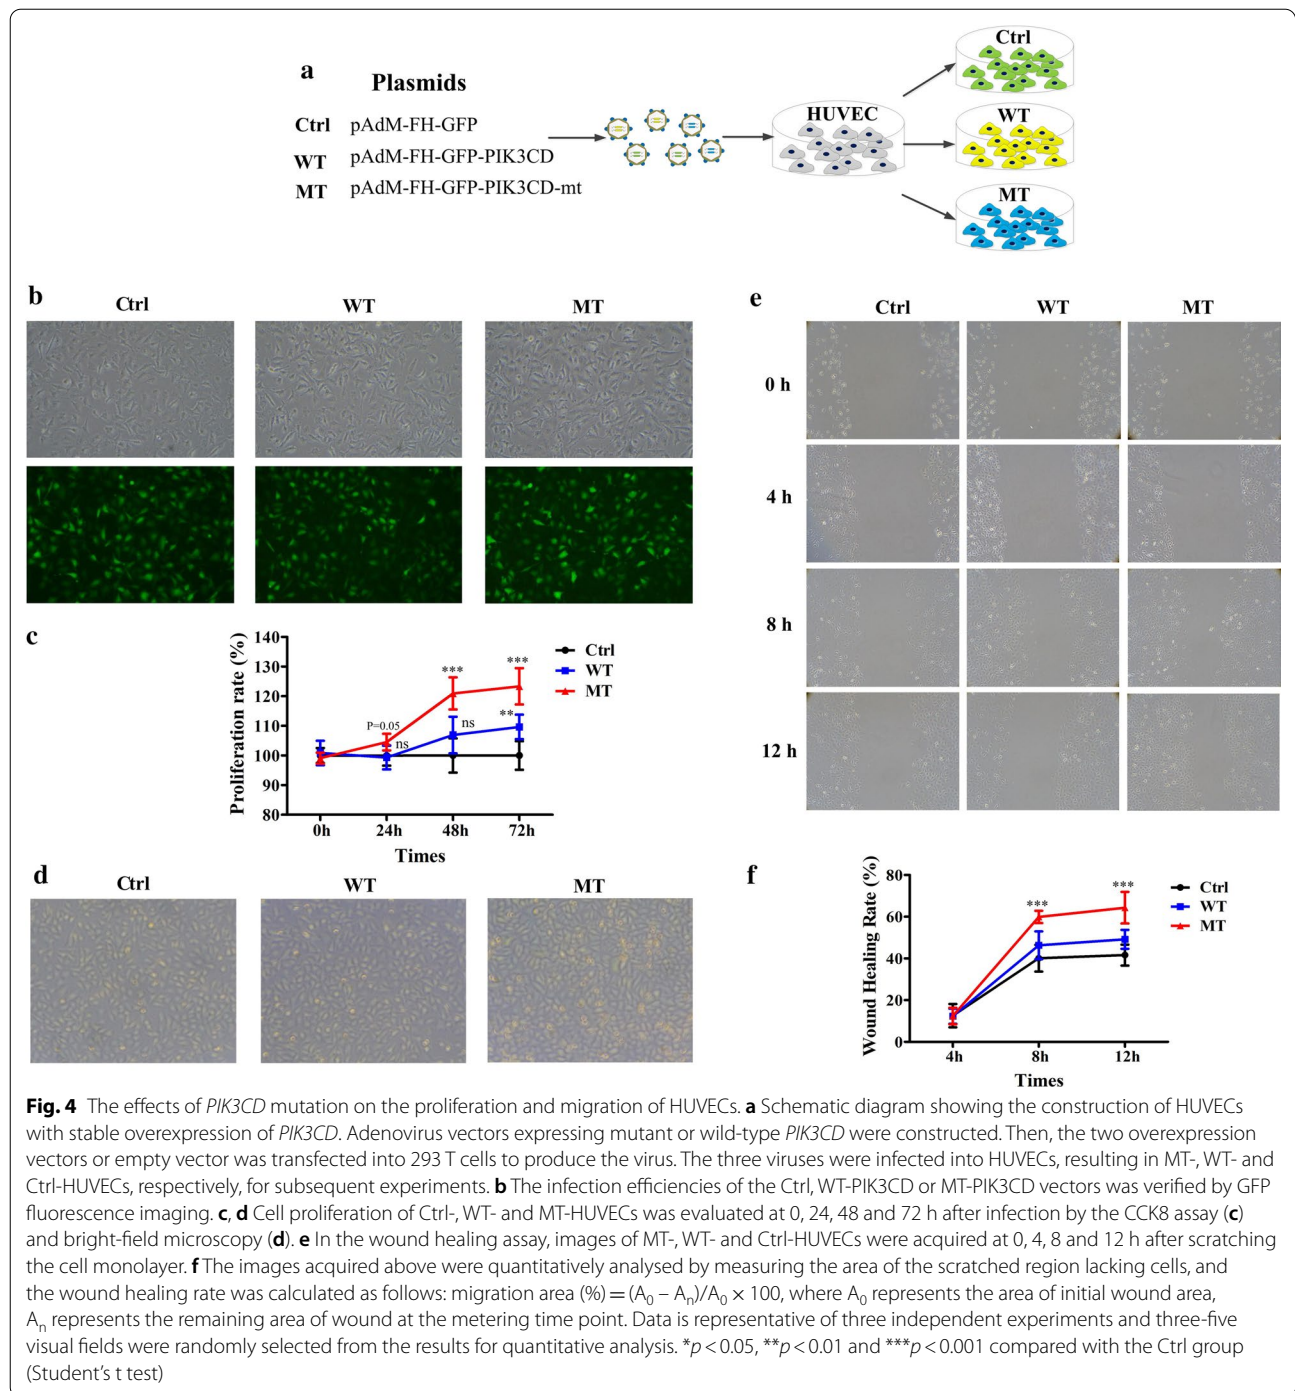 a
Plasmids
Ctrl pAdM-FH-GFP
WT pAdM-FH-GFP-PIK3CD
MT pAdM-FH-GFP-PIK3CD-mt
HUVEC
Ctrl
WT
MT
b
Ctrl WT MT
c
Proliferation rate (%)
140
130
120
110
100
90
80
P=0.05
ns
***
ns
***
**
0h 24h 48h 72h
Times
Ctrl
WT
MT
d
Ctrl WT MT
e
Ctrl WT MT
0 h
4 h
8 h
12 h
f
Wound Healing Rate (%)
80
60
40
20
0
***
***
4h 8h 12h
Times
Ctrl
WT
MT
Fig. 4 The effects of PIK3CD mutation on the proliferation and migration of HUVECs. a Schematic diagram showing the construction of HUVECs
with stable overexpression of PIK3CD. Adenovirus vectors expressing mutant or wild-type PIK3CD were constructed. Then, the two overexpression
vectors or empty vector was transfected into 293 T cells to produce the virus. The three viruses were infected into HUVECs, resulting in MT-, WT- and
Ctrl-HUVECs, respectively, for subsequent experiments. b The infection efficiencies of the Ctrl, WT-PIK3CD or MT-PIK3CD vectors was verified by GFP
fluorescence imaging. c, d Cell proliferation of Ctrl-, WT- and MT-HUVECs was evaluated at 0, 24, 48 and 72 h after infection by the CCK8 assay (c)
and bright-field microscopy (d). e In the wound healing assay, images of MT-, WT- and Ctrl-HUVECs were acquired at 0, 4, 8 and 12 h after scratching
the cell monolayer. f The images acquired above were quantitatively analysed by measuring the area of the scratched region lacking cells, and
the wound healing rate was calculated as follows: migration area (%) = (A₀ – Aₙ)/A₀ × 100, where A₀ represents the area of initial wound area,
Aₙ represents the remaining area of wound at the metering time point. Data is representative of three independent experiments and three-five
visual fields were randomly selected from the results for quantitative analysis. *p < 0.05, **p < 0.01 and ***p < 0.001 compared with the Ctrl group
(Student's t test)